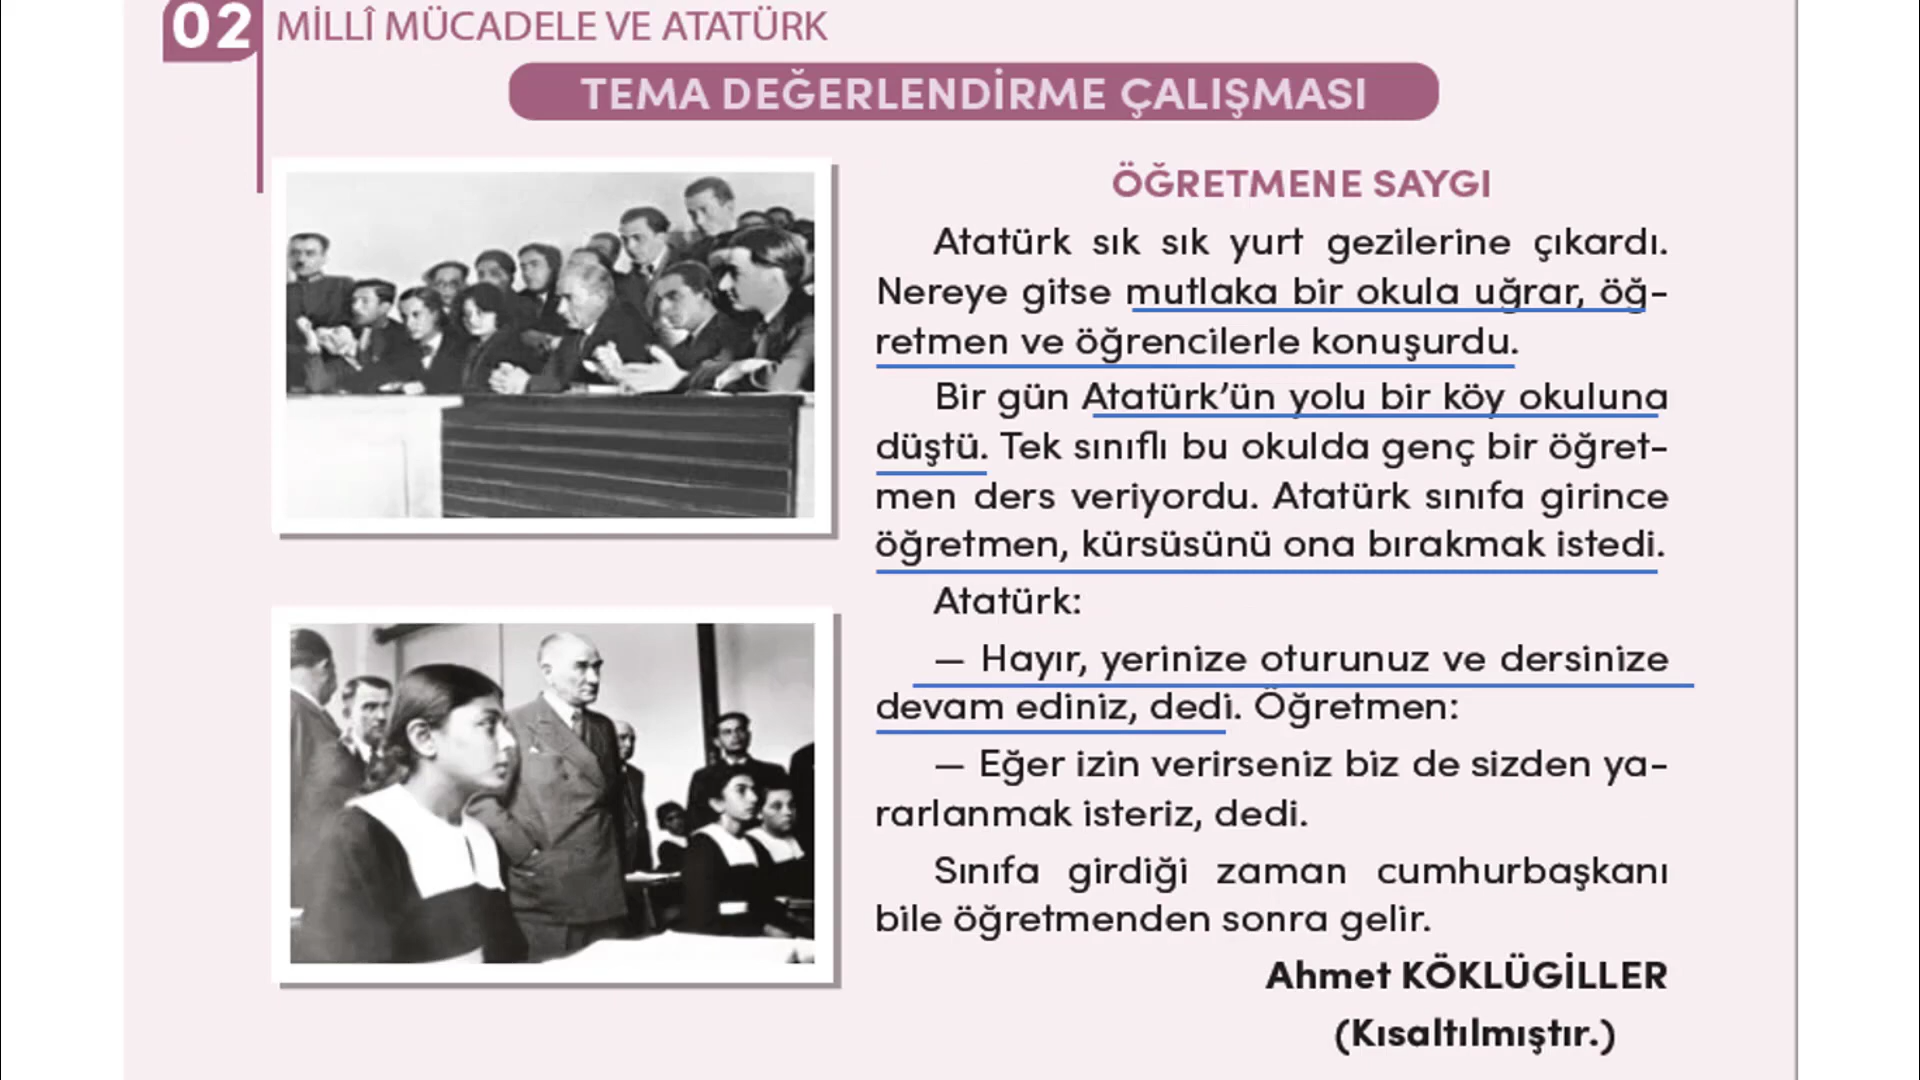 02 MİLLÎ MÜCADELE VE ATATÜRK
TEMA DEĞERLENDİRME ÇALIŞMASI
ÖĞRETMENE SAYGI
Atatürk sık sık yurt gezilerine çıkardı.
Nereye gitse mutlaka bir okula uğrar, öğ-
retmen ve öğrencilerle konuşurdu.
Bir gün Atatürk'ün yolu bir köy okuluna
düştü. Tek sınıflı bu okulda genç bir öğret-
men ders veriyordu. Atatürk sınıfa girince
öğretmen, kürsüsünü ona bırakmak istedi.
Atatürk:
— Hayır, yerinize oturunuz ve dersinize
devam ediniz, dedi. Öğretmen:
— Eğer izin verirseniz biz de sizden ya-
rarlanmak isteriz, dedi.
Sınıfa girdiği zaman cumhurbaşkanı
bile öğretmenden sonra gelir.
Ahmet KÖKLÜGİLLER
(Kısaltılmıştır.)